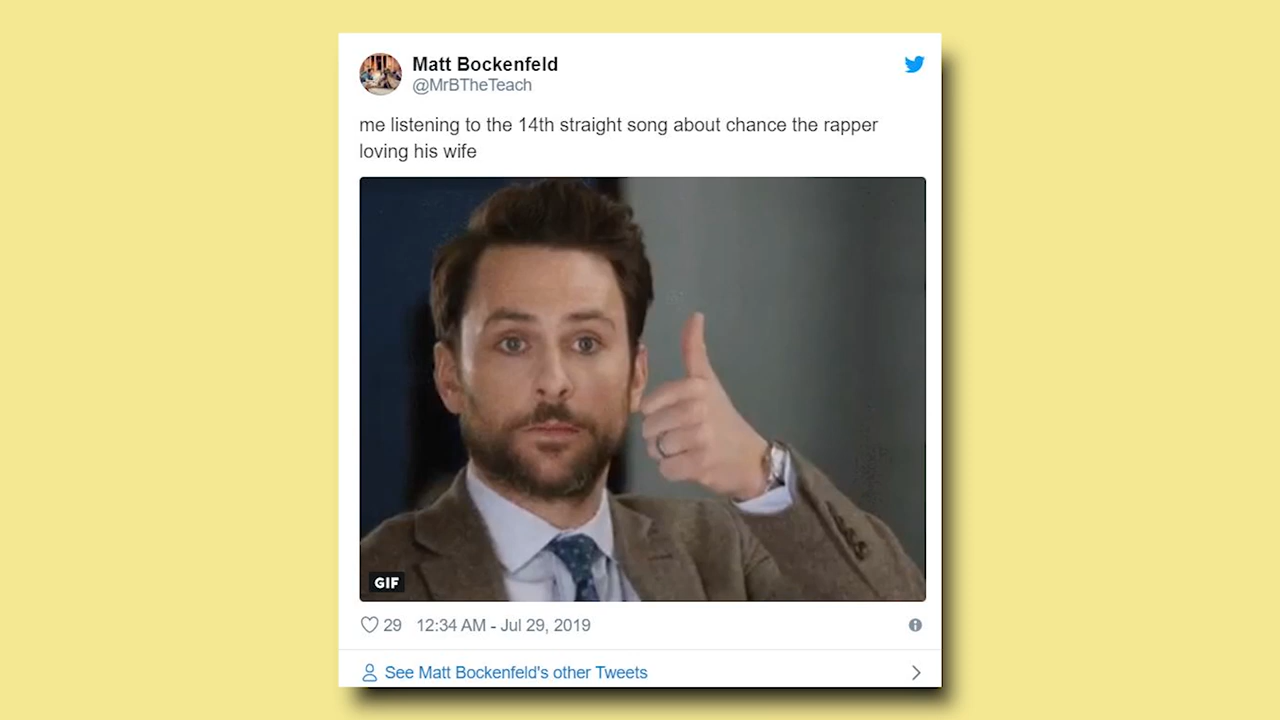 Matt Bockenfeld
@MrBTheTeach
me listening to the 14th straight song about chance the rapper
loving his wife
GIF
29 12:34 AM - Jul 29, 2019
See Matt Bockenfeld's other Tweets